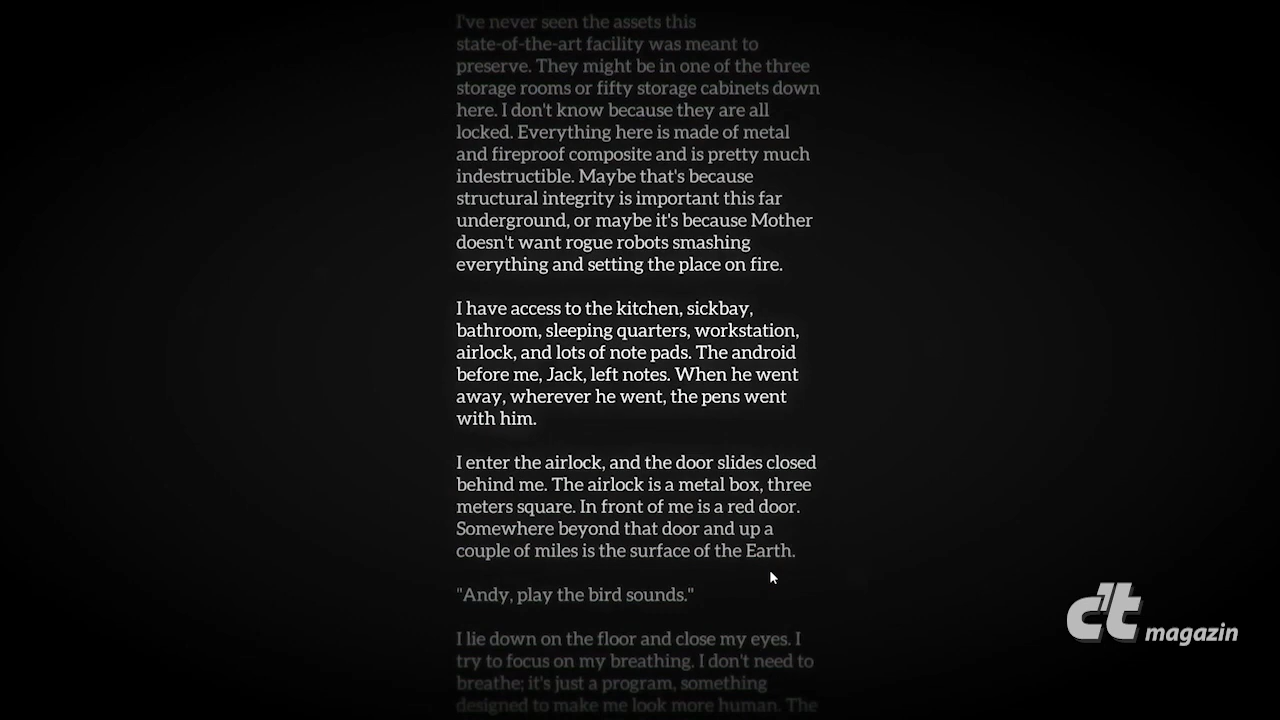 I've never seen the assets this
state-of-the-art facility was meant to
preserve. They might be in one of the three
storage rooms or fifty storage cabinets down
here. I don't know because they are all
locked. Everything here is made of metal
and fireproof composite and is pretty much
indestructible. Maybe that's because
structural integrity is important this far
underground, or maybe it's because Mother
doesn't want rogue robots smashing
everything and setting the place on fire.
I have access to the kitchen, sickbay,
bathroom, sleeping quarters, workstation,
airlock, and lots of note pads. The android
before me, Jack, left notes. When he went
away, wherever he went, the pens went
with him.
I enter the airlock, and the door slides closed
behind me. The airlock is a metal box, three
meters square. In front of me is a red door.
Somewhere beyond that door and up a
couple of miles is the surface of the Earth.
"Andy, play the bird sounds."
I lie down on the floor and close my eyes. I
try to focus on my breathing. I don't need to
breathe; it's just a program, something
designed to make me look more human. The
c't magazin